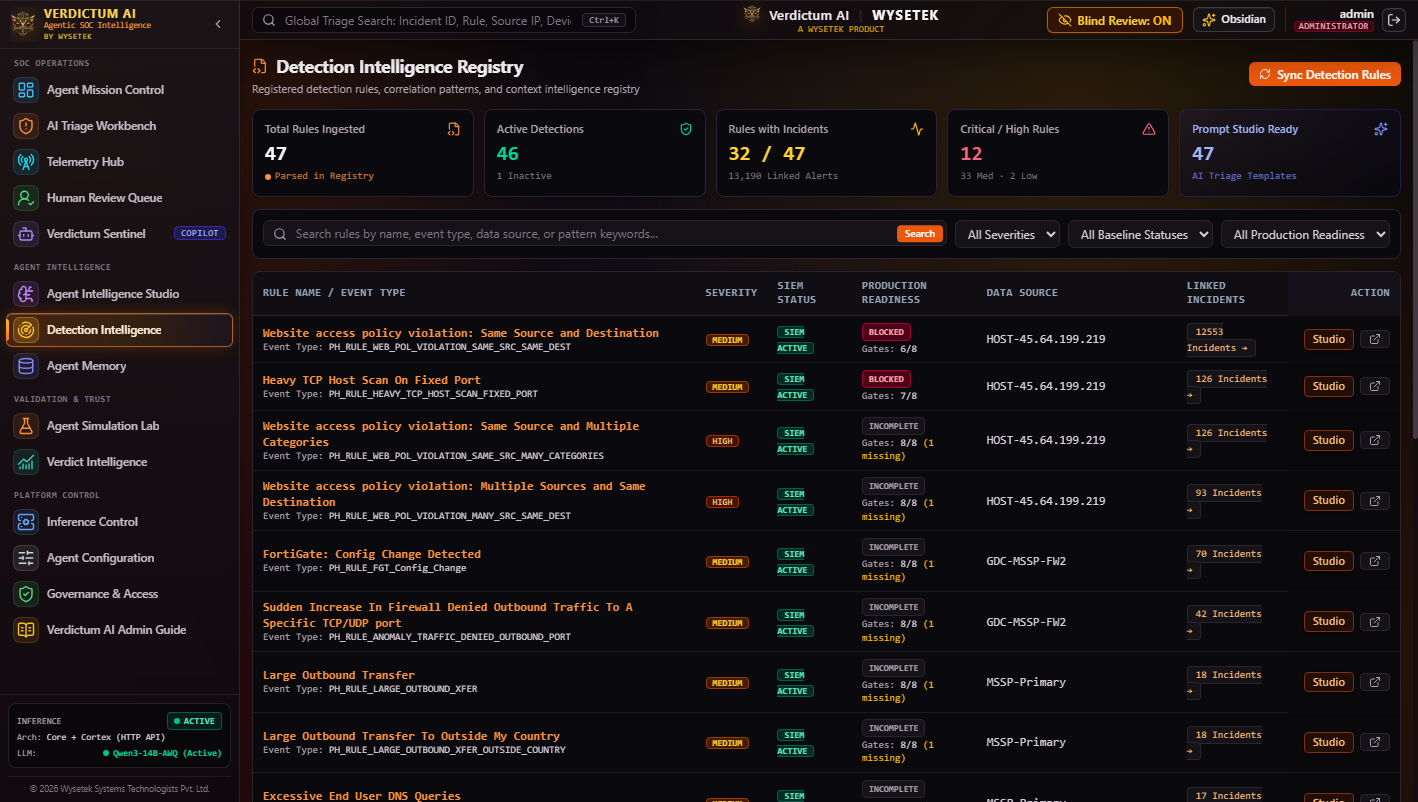 VERDICTUM AI
Agentic SOC Intelligence
BY WYSETEK
Global Triage Search: Incident ID, Rule, Source IP, Devic
Ctrl+K
Verdictum AI
WYSETEK
A WYSETEK PRODUCT
Blind Review: ON
Obsidian
admin
ADMINISTRATOR
SOC OPERATIONS
Agent Mission Control
AI Triage Workbench
Telemetry Hub
Human Review Queue
Verdictum Sentinel
COPILOT
AGENT INTELLIGENCE
Agent Intelligence Studio
Detection Intelligence
Agent Memory
VALIDATION & TRUST
Agent Simulation Lab
Verdict Intelligence
PLATFORM CONTROL
Inference Control
Agent Configuration
Governance & Access
Verdictum AI Admin Guide
INFERENCE
ACTIVE
Arch: Core + Cortex (HTTP API)
LLM:
Qwen3-14B-AWQ (Active)
© 2026 Wysetek Systems Technologists Pvt. Ltd.
Detection Intelligence Registry
Registered detection rules, correlation patterns, and context intelligence registry
Sync Detection Rules
Total Rules Ingested
47
Parsed in Registry
Active Detections
46
1 Inactive
Rules with Incidents
32 / 47
13,190 Linked Alerts
Critical / High Rules
12
33 Med · 2 Low
Prompt Studio Ready
47
AI Triage Templates
Search rules by name, event type, data source, or pattern keywords...
Search
All Severities
All Baseline Statuses
All Production Readiness
RULE NAME / EVENT TYPE
SEVERITY
SIEM
STATUS
PRODUCTION
READINESS
DATA SOURCE
LINKED
INCIDENTS
ACTION
Website access policy violation: Same Source and Destination
Event Type: PH_RULE_WEB_POL_VIOLATION_SAME_SRC_SAME_DEST
MEDIUM
SIEM
ACTIVE
BLOCKED
Gates: 6/8
HOST-45.64.199.219
12553
Incidents →
Studio
Heavy TCP Host Scan On Fixed Port
Event Type: PH_RULE_HEAVY_TCP_HOST_SCAN_FIXED_PORT
MEDIUM
SIEM
ACTIVE
BLOCKED
Gates: 7/8
HOST-45.64.199.219
126 Incidents
→
Studio
Website access policy violation: Same Source and Multiple
Categories
Event Type: PH_RULE_WEB_POL_VIOLATION_SAME_SRC_MANY_CATEGORIES
HIGH
SIEM
ACTIVE
INCOMPLETE
Gates: 8/8 (1
missing)
HOST-45.64.199.219
126 Incidents
→
Studio
Website access policy violation: Multiple Sources and Same
Destination
Event Type: PH_RULE_WEB_POL_VIOLATION_MANY_SRC_SAME_DEST
HIGH
SIEM
ACTIVE
INCOMPLETE
Gates: 8/8 (1
missing)
HOST-45.64.199.219
93 Incidents
→
Studio
FortiGate: Config Change Detected
Event Type: PH_RULE_FGT_Config_Change
MEDIUM
SIEM
ACTIVE
INCOMPLETE
Gates: 8/8 (1
missing)
GDC-MSSP-FW2
70 Incidents
→
Studio
Sudden Increase In Firewall Denied Outbound Traffic To A
Specific TCP/UDP port
Event Type: PH_RULE_ANOMALY_TRAFFIC_DENIED_OUTBOUND_PORT
MEDIUM
SIEM
ACTIVE
INCOMPLETE
Gates: 8/8 (1
missing)
GDC-MSSP-FW2
42 Incidents
→
Studio
Large Outbound Transfer
Event Type: PH_RULE_LARGE_OUTBOUND_XFER
MEDIUM
SIEM
ACTIVE
INCOMPLETE
Gates: 8/8 (1
missing)
MSSP-Primary
18 Incidents
→
Studio
Large Outbound Transfer To Outside My Country
Event Type: PH_RULE_LARGE_OUTBOUND_XFER_OUTSIDE_COUNTRY
MEDIUM
SIEM
ACTIVE
INCOMPLETE
Gates: 8/8 (1
missing)
MSSP-Primary
18 Incidents
→
Studio
Excessive End User DNS Queries
SIEM
INCOMPLETE
MSSP-Primary
17 Incidents
Studio